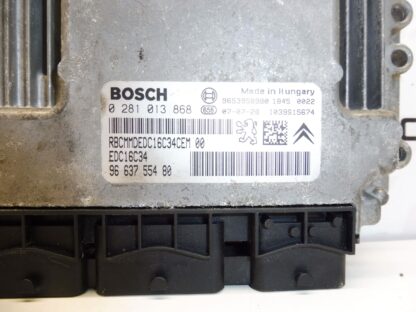 BOSCH
0 281 013 868
Made in Hungary
9653958980 1045 0022
07-07-20 1039S15674
RBCMMDEDC16C34CEM 00
EDC16C34
96 637 554 80